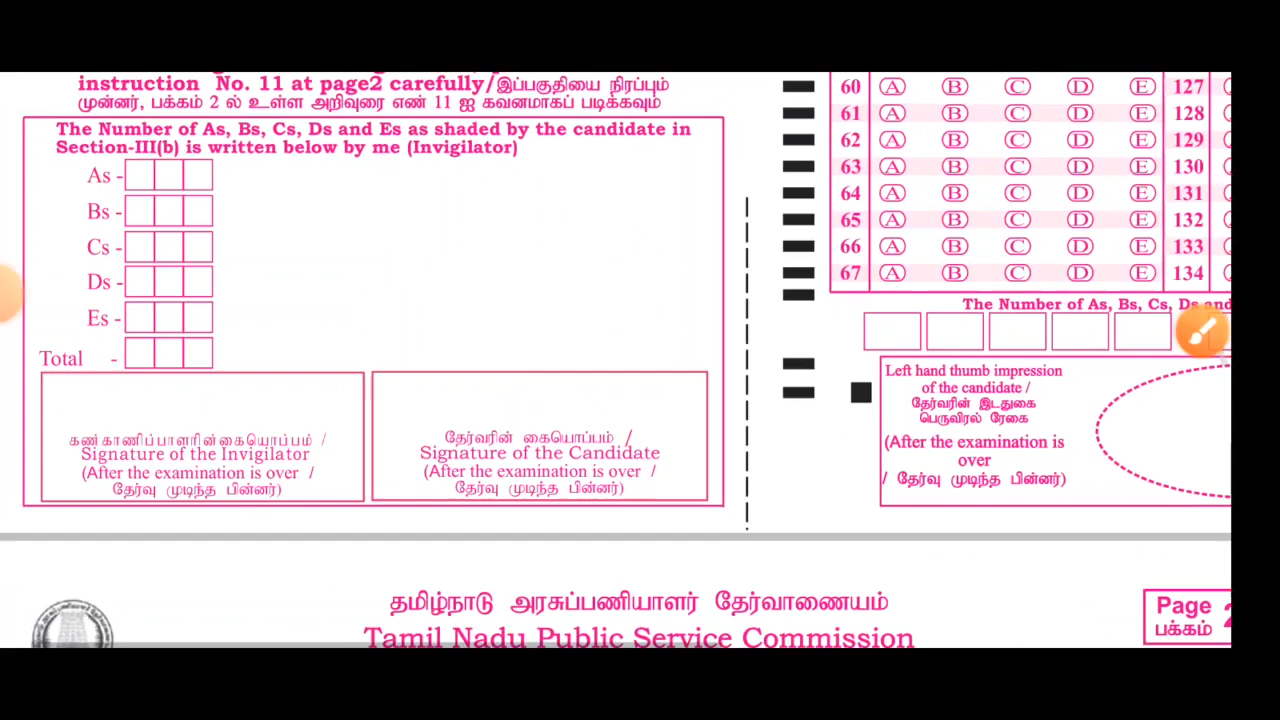 instruction No. 11 at page2 carefully/இப்பகுதியை நிரப்பும்
முன்னர், பக்கம் 2 ல் உள்ள அறிவுரை எண் 11 ஐ கவனமாகப் படிக்கவும்
The Number of As, Bs, Cs, Ds and Es as shaded by the candidate in
Section-III(b) is written below by me (Invigilator)
As -
Bs -
Cs -
Ds -
Es -
Total -
கண்காணிப்பாளரின்கையொப்பம் /
Signature of the Invigilator
(After the examination is over /
தேர்வு முடிந்த பின்னர்)
தேர்வரின் கையொப்பம் /
Signature of the Candidate
(After the examination is over /
தேர்வு முடிந்த பின்னர்)
60 A B C D E 127
61 A B C D E 128
62 A B C D E 129
63 A B C D E 130
64 A B C D E 131
65 A B C D E 132
66 A B C D E 133
67 A B C D E 134
The Number of As, Bs, Cs, Ds and
Left hand thumb impression
of the candidate /
தேர்வரின் இடதுகை
பெருவிரல் ரேகை
(After the examination is
over
/ தேர்வு முடிந்த பின்னர்)
தமிழ்நாடு அரசுப்பணியாளர் தேர்வாணையம்
Tamil Nadu Public Service Commission
Page 2
பக்கம்